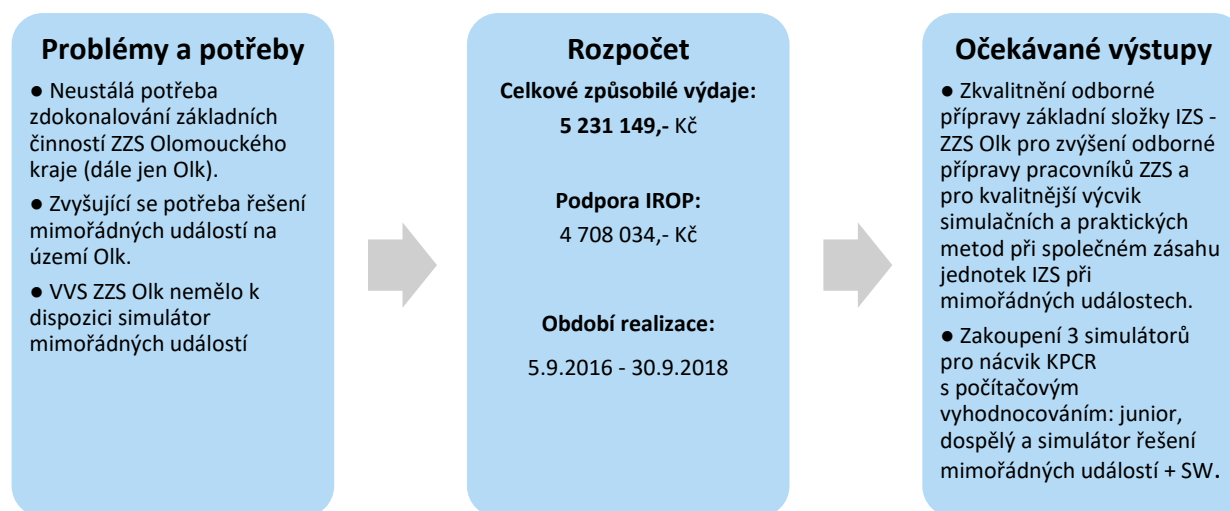 Problémy a potřeby
● Neustálá potřeba
zdokonalování základních
činností ZZS Olomouckého
kraje (dále jen Olk).
● Zvyšující se potřeba řešení
mimořádných událostí na
území Olk.
● VVS ZZS Olk nemělo k
dispozici simulátor
mimořádných událostí
Rozpočet
Celkové způsobilé výdaje:
5 231 149,- Kč
Podpora IROP:
4 708 034,- Kč
Období realizace:
5.9.2016 - 30.9.2018
Očekávané výstupy
● Zkvalitnění odborné
přípravy základní složky IZS -
ZZS Olk pro zvýšení odborné
přípravy pracovníků ZZS a
pro kvalitnější výcvik
simulačních a praktických
metod při společném zásahu
jednotek IZS při
mimořádných událostech.
● Zakoupení 3 simulátorů
pro nácvik KPCR
s počítačovým
vyhodnocováním: junior,
dospělý a simulátor řešení
mimořádných událostí + SW.